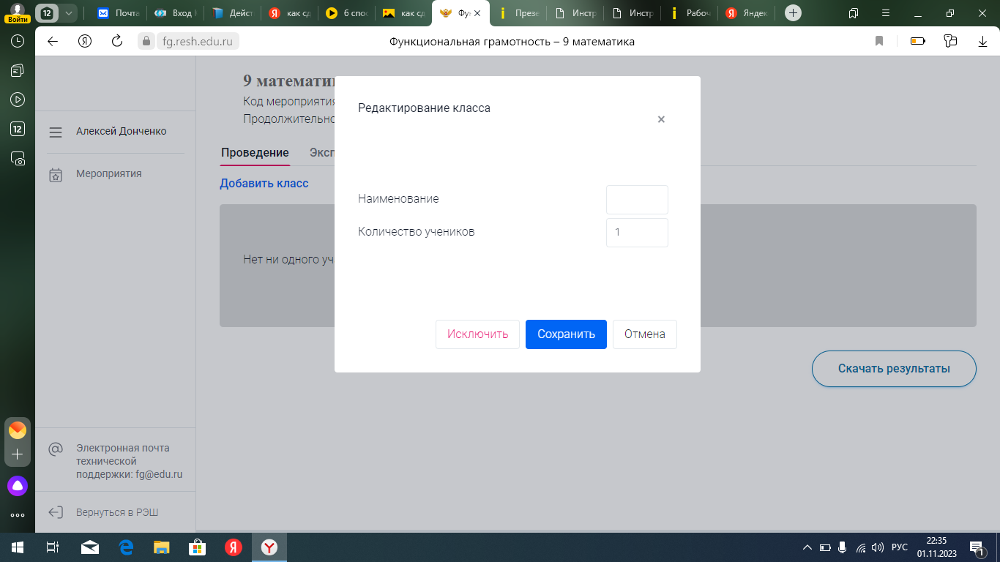 Войти
12
Почта
Вход
Дейст
как сд
6 спос
как сд
Фу
Презе
Инстр
Инстр
Рабоч
Яндек
fg.resh.edu.ru
Функциональная грамотность – 9 математика
12
Алексей Донченко
Мероприятия
9 математи
Код мероприятия
Продолжительно
Проведение
Эксп
Добавить класс
Нет ни одного уч
Редактирование класса
×
Наименование
Количество учеников
1
Исключить
Сохранить
Отмена
Скачать результаты
Электронная почта
технической
поддержки: fg@edu.ru
Вернуться в РЭШ
РУС
22:35
01.11.2023
1